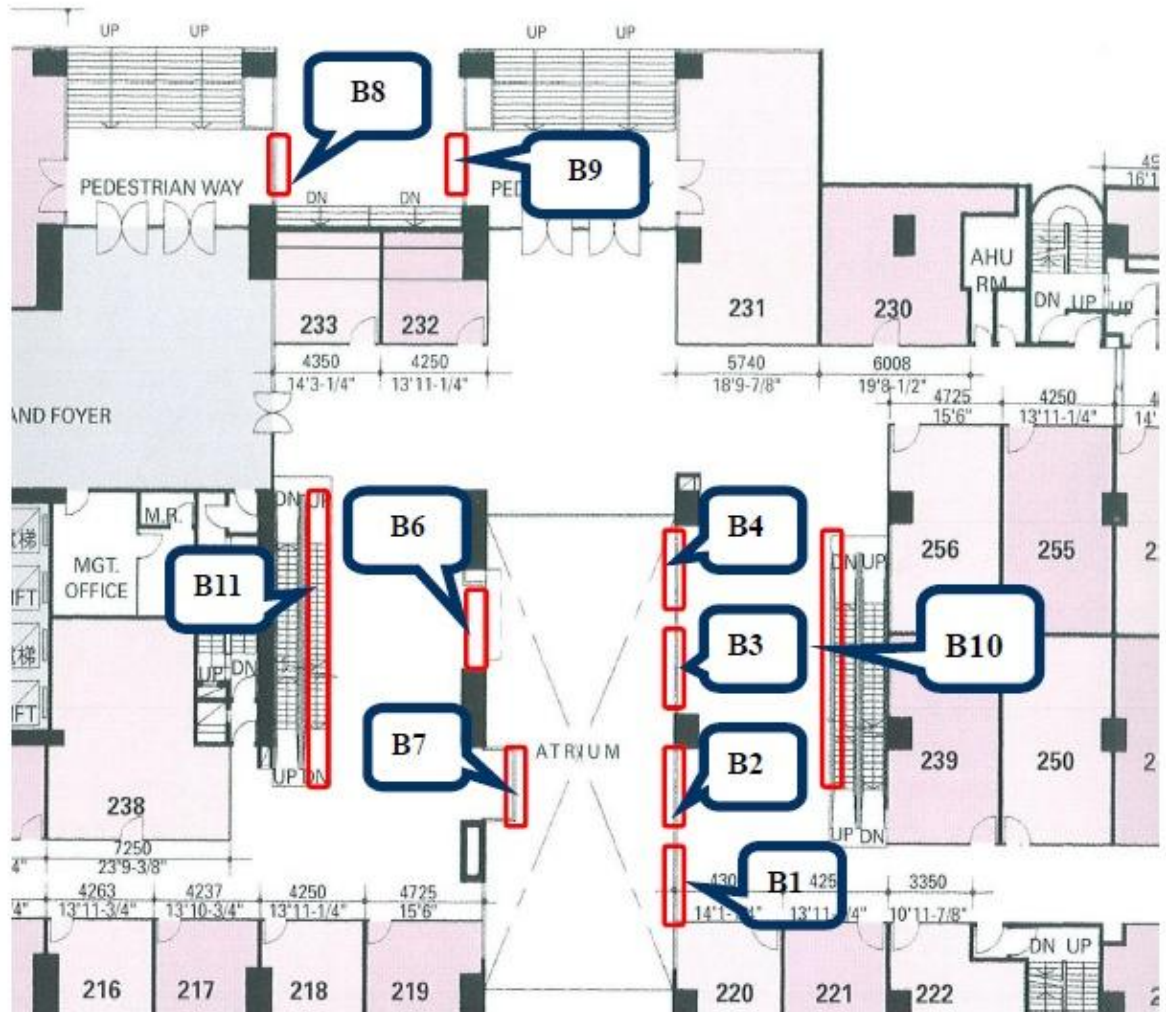 UP UP
UP UP
B8
B9
PEDESTRIAN WAY
DN DN
AHU
RM
DN UP UP
233
232
231
230
4350
14'3-1/4"
4250
13'11-1/4"
5740
18'9-7/8"
6008
19'8-1/2"
4725
15'6"
4250
13'11-1/4"
AND FOYER
DN UP
M.R.
MGT.
OFFICE
B11
B6
B4
DN UP
256
255
B3
B10
UP DN
B7
ATRIUM
B2
239
250
UP DN
238
UP DN
7250
23'9-3/8"
4263
13'11-3/4"
4237
13'10-3/4"
4250
13'11-1/4"
4725
15'6"
B1
3350
10'11-7/8"
DN UP
216
217
218
219
220
221
222